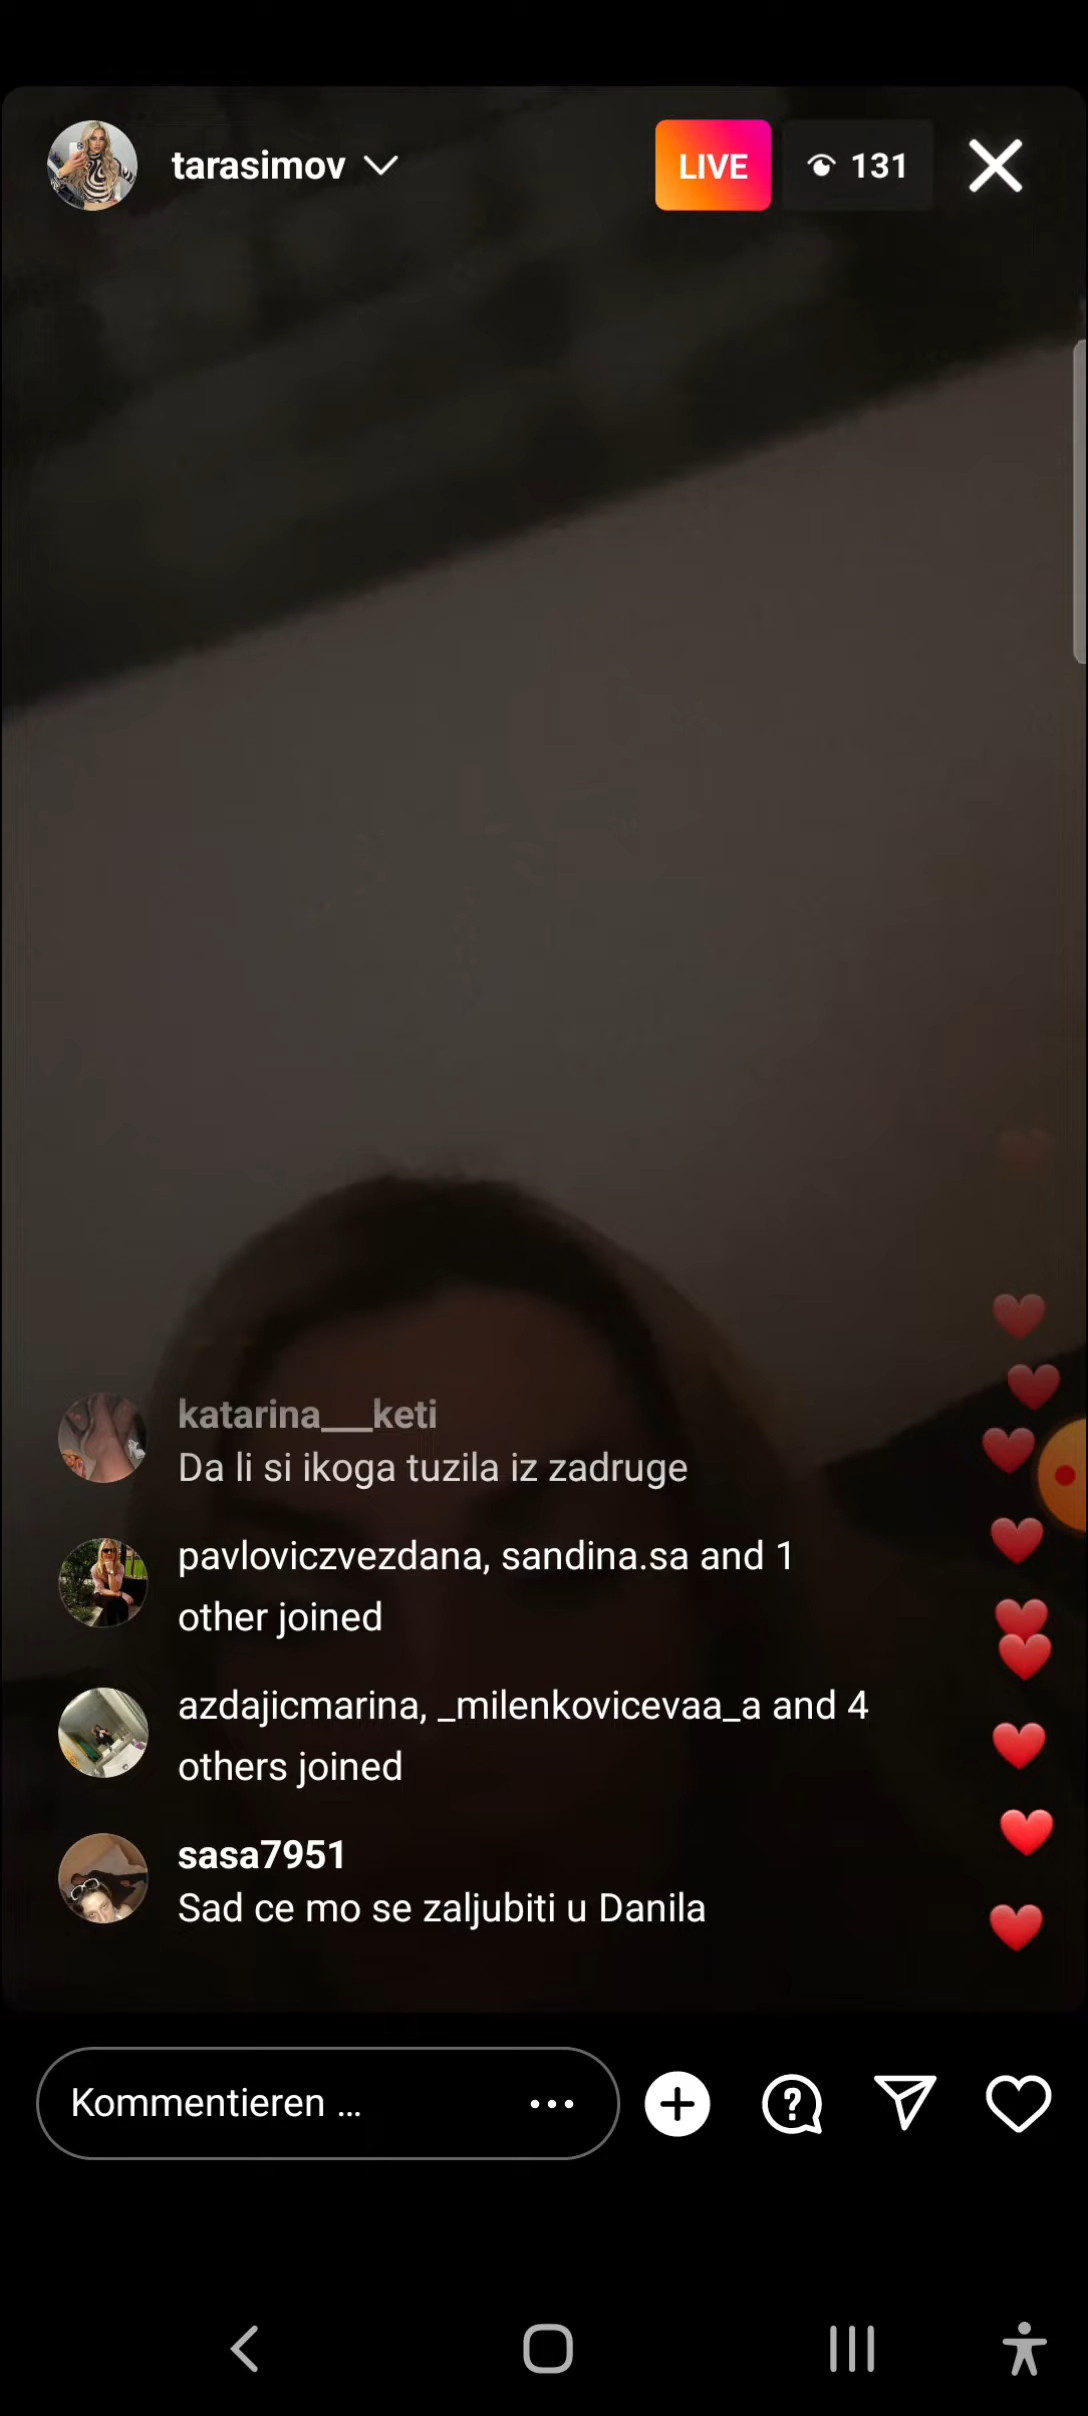 tarasimov
LIVE
131
katarina___keti
Da li si ikoga tuzila iz zadruge
pavloviczvezdana, sandina.sa and 1
other joined
azdajicmarina, _milenkovicevaa_a and 4
others joined
sasa7951
Sad ce mo se zaljubiti u Danila
Kommentieren ...